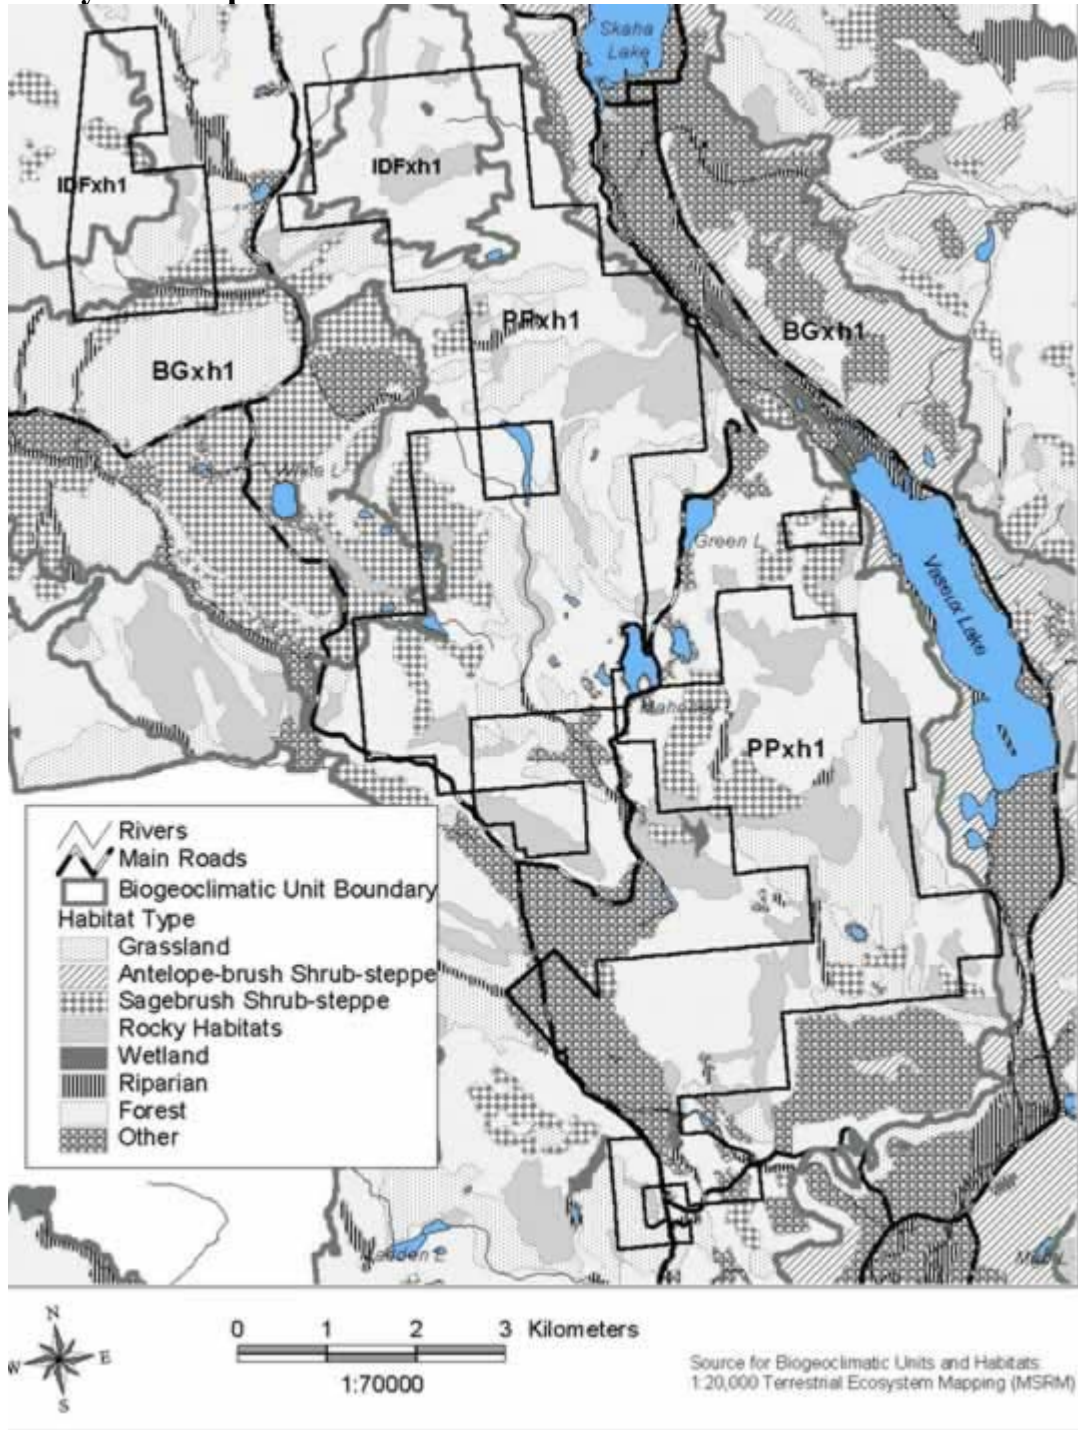 Skaha
Lake
IDFxh1
IDFxh1
PPxh1
BGxh1
BGxh1
White L
Green L
Vaseux Lake
PPxh1
Rivers
Main Roads
Biogeoclimatic Unit Boundary
Habitat Type
Grassland
Antelope-brush Shrub-steppe
Sagebrush Shrub-steppe
Rocky Habitats
Wetland
Riparian
Forest
Other
N
W
E
S
0 1 2 3 Kilometers
1:70000
Source for Biogeoclimatic Units and Habitats:
1:20,000 Terrestrial Ecosystem Mapping (MSRM)